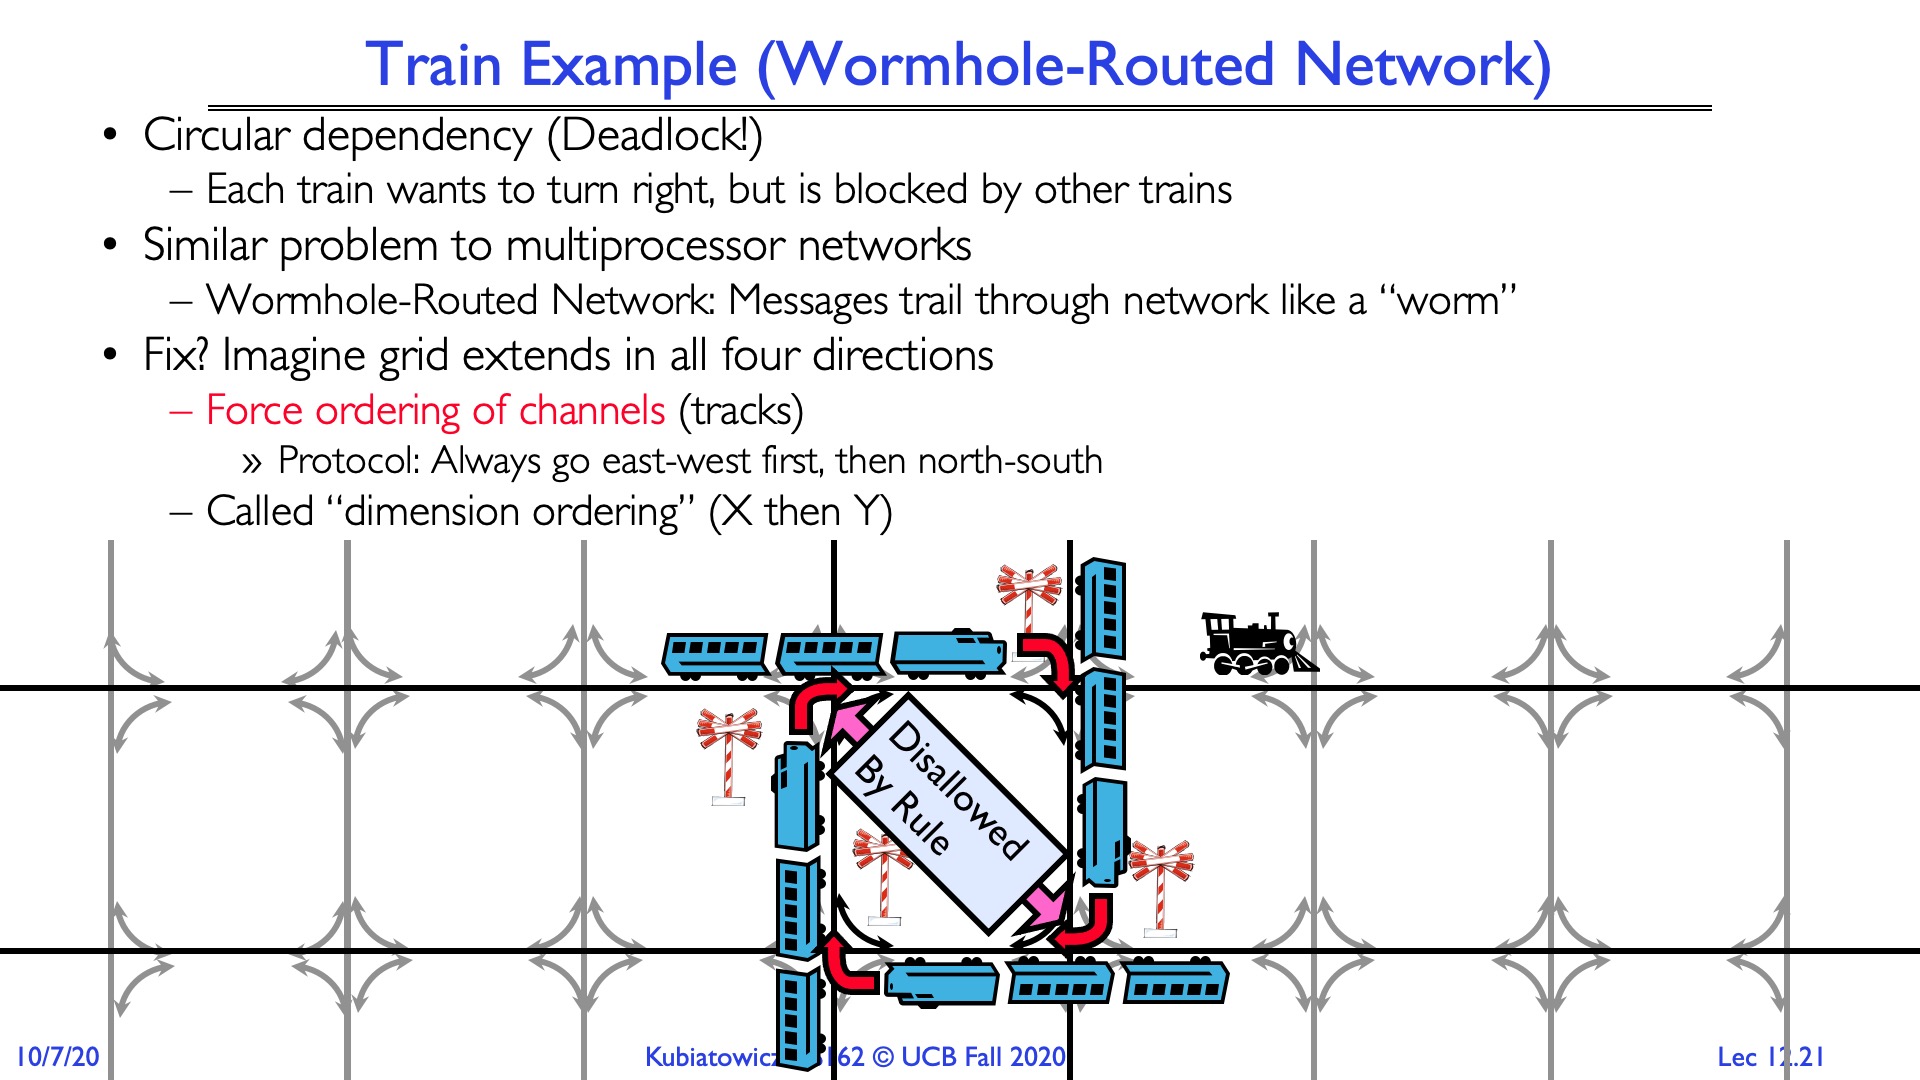 Train Example (Wormhole-Routed Network)
• Circular dependency (Deadlock!)
– Each train wants to turn right, but is blocked by other trains
• Similar problem to multiprocessor networks
– Wormhole-Routed Network: Messages trail through network like a “worm”
• Fix? Imagine grid extends in all four directions
– Force ordering of channels (tracks)
» Protocol: Always go east-west first, then north-south
– Called “dimension ordering” (X then Y)
Disallowed
By Rule
10/7/20
Kubiatowicz 162 © UCB Fall 2020
Lec 12.21